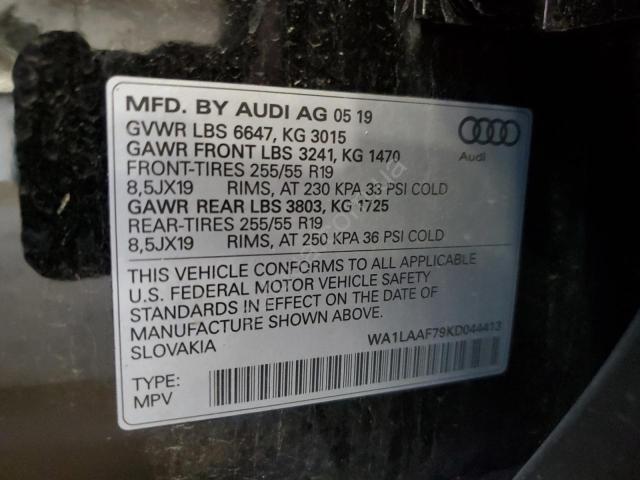 MFD. BY AUDI AG 05 19
GVWR LBS 6647, KG 3015
GAWR FRONT LBS 3241, KG 1470
FRONT-TIRES 255/55 R19
8,5JX19 RIMS, AT 230 KPA 33 PSI COLD
GAWR REAR LBS 3803, KG 1725
REAR-TIRES 255/55 R19
8,5JX19 RIMS, AT 250 KPA 36 PSI COLD
Audi
THIS VEHICLE CONFORMS TO ALL APPLICABLE
U.S. FEDERAL MOTOR VEHICLE SAFETY
STANDARDS IN EFFECT ON THE DATE OF
MANUFACTURE SHOWN ABOVE.
SLOVAKIA
WA1LAAF79KD044413
TYPE:
MPV